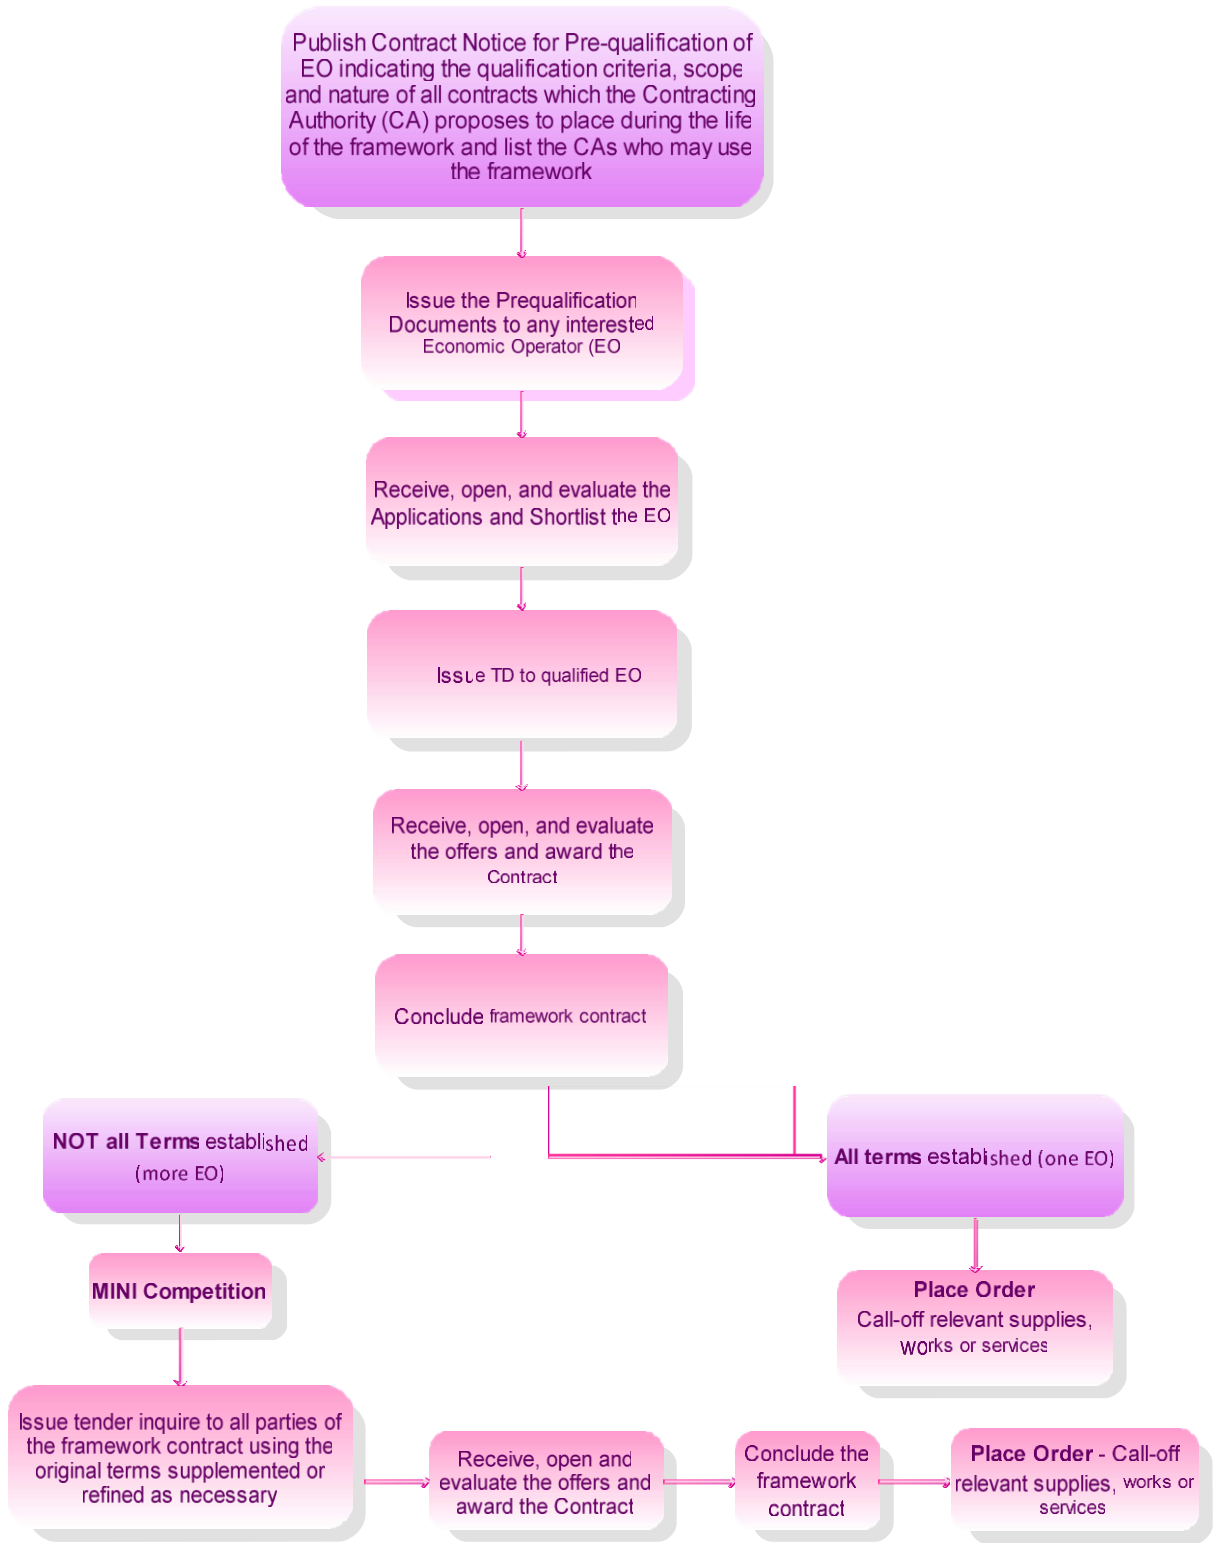 Publish Contract Notice for Pre-qualification of
EO indicating the qualification criteria, scope
and nature of all contracts which the Contracting
Authority (CA) proposes to place during the life
of the framework and list the CAs who may use
the framework
Issue the Prequalification
Documents to any interested
Economic Operator (EO
Receive, open, and evaluate the
Applications and Shortlist the EO
Issue TD to qualified EO
Receive, open, and evaluate
the offers and award the
Contract
Conclude framework contract
NOT all Terms established
(more EO)
All terms established (one EO)
MINI Competition
Place Order
Call-off relevant supplies,
works or services
Issue tender inquire to all parties of
the framework contract using the
original terms supplemented or
refined as necessary
Receive, open and
evaluate the offers and
award the Contract
Conclude the
framework
contract
Place Order - Call-off
relevant supplies, works or
services